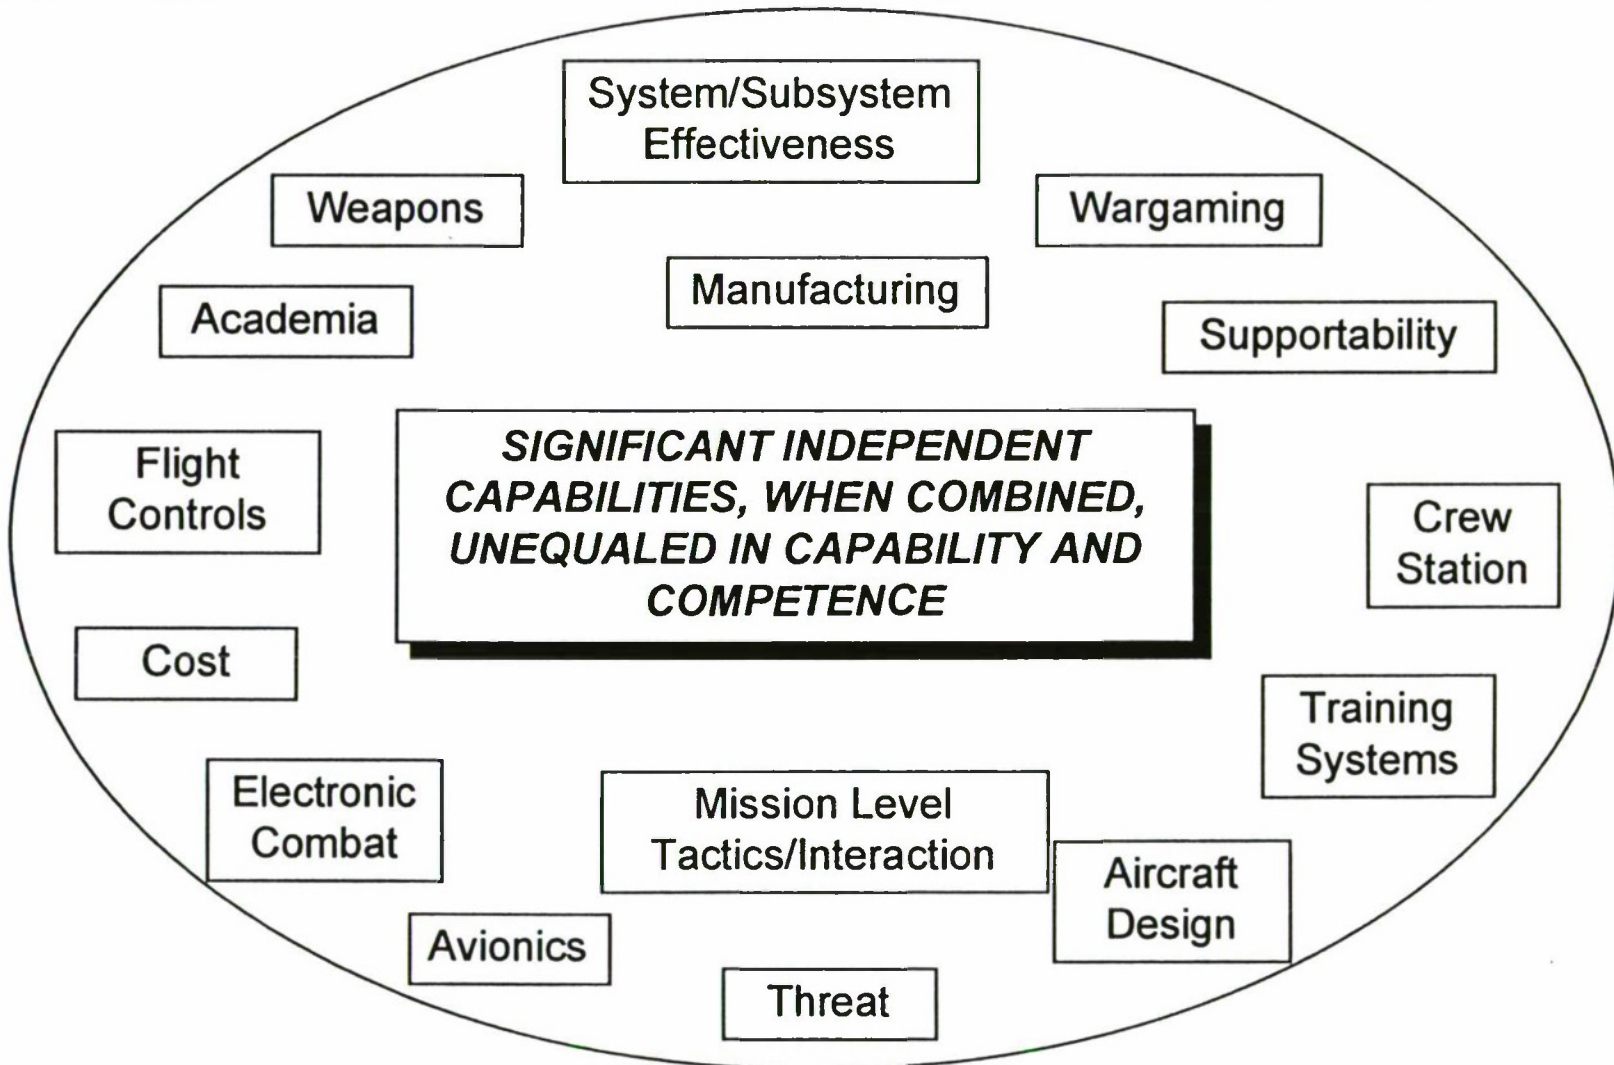 System/Subsystem
Effectiveness
Weapons
Wargaming
Manufacturing
Academia
Supportability
SIGNIFICANT INDEPENDENT
CAPABILITIES, WHEN COMBINED,
UNEQUALED IN CAPABILITY AND
COMPETENCE
Flight
Controls
Crew
Station
Cost
Training
Systems
Electronic
Combat
Mission Level
Tactics/Interaction
Aircraft
Design
Avionics
Threat